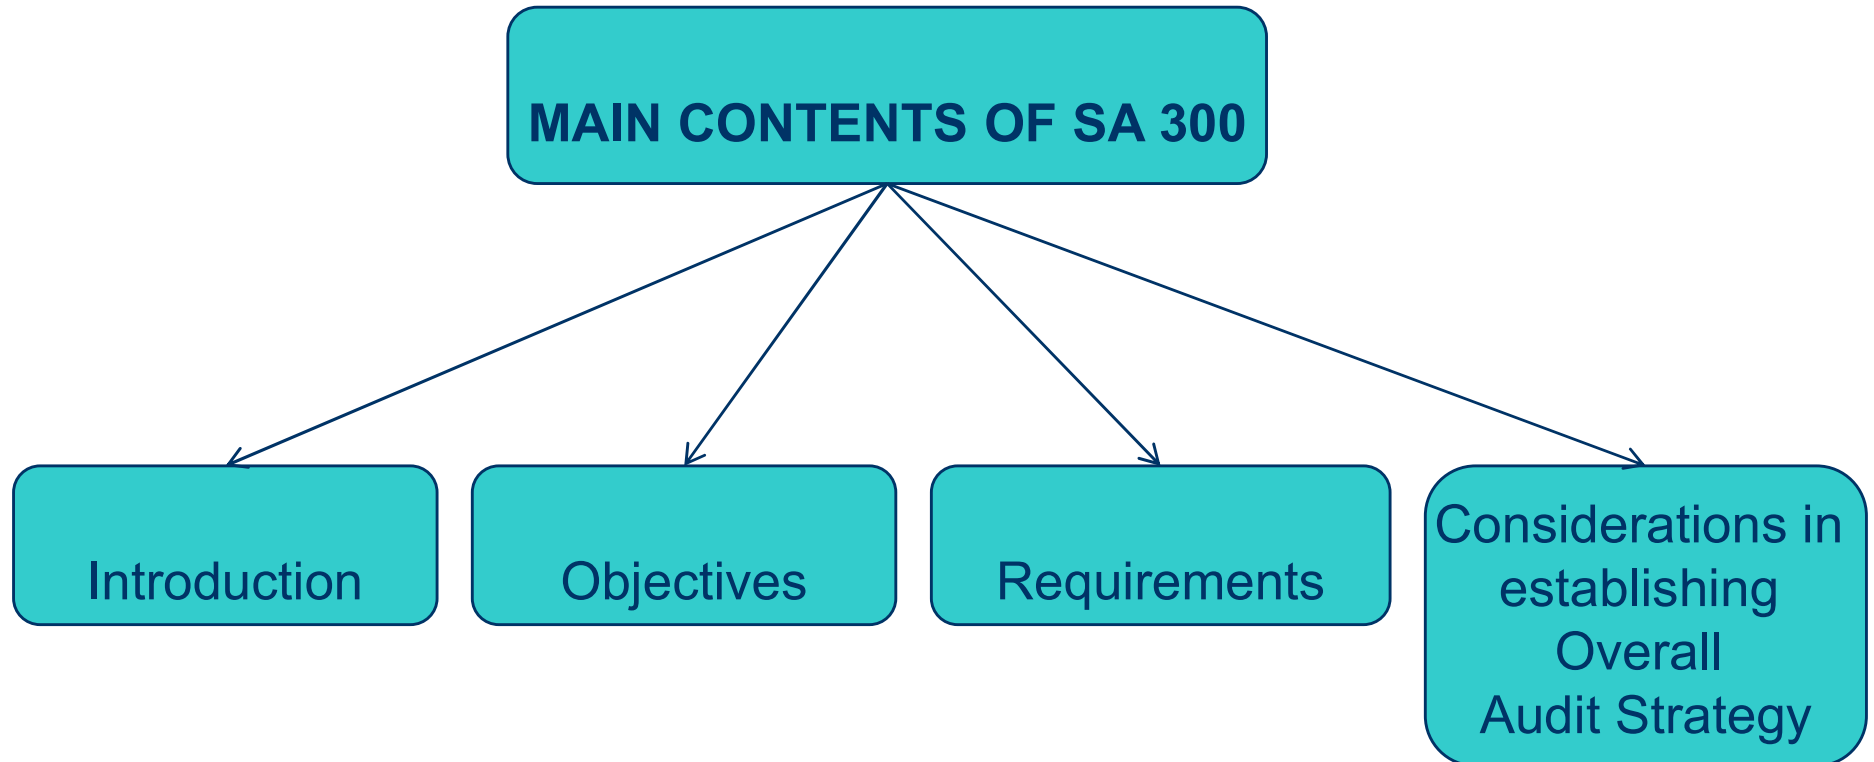 MAIN CONTENTS OF SA 300
Introduction
Objectives
Requirements
Considerations in
establishing
Overall
Audit Strategy